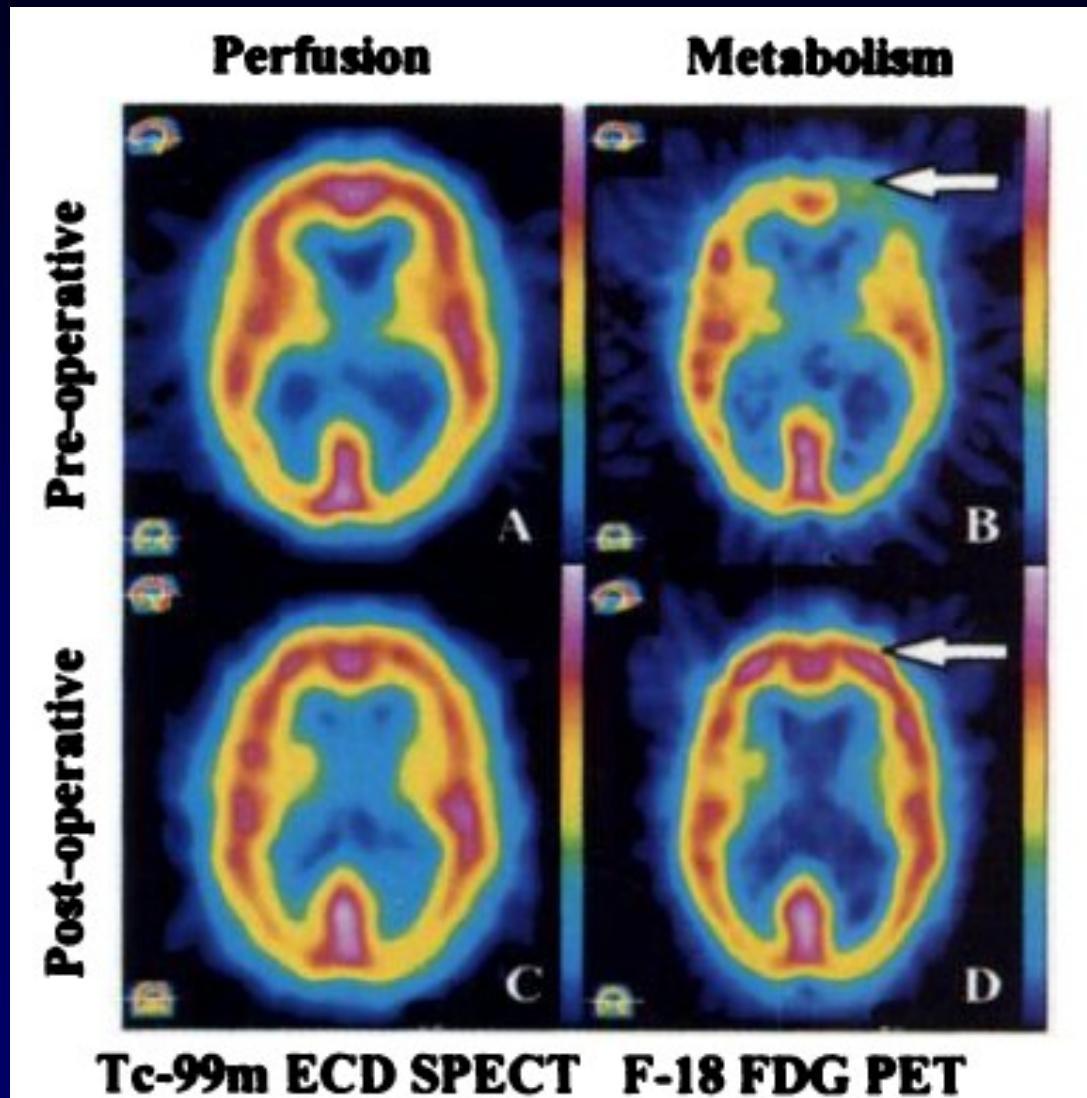 Perfusion Metabolism
Pre-operative
A B
Post-operative
C D
Tc-99m ECD SPECT F-18 FDG PET